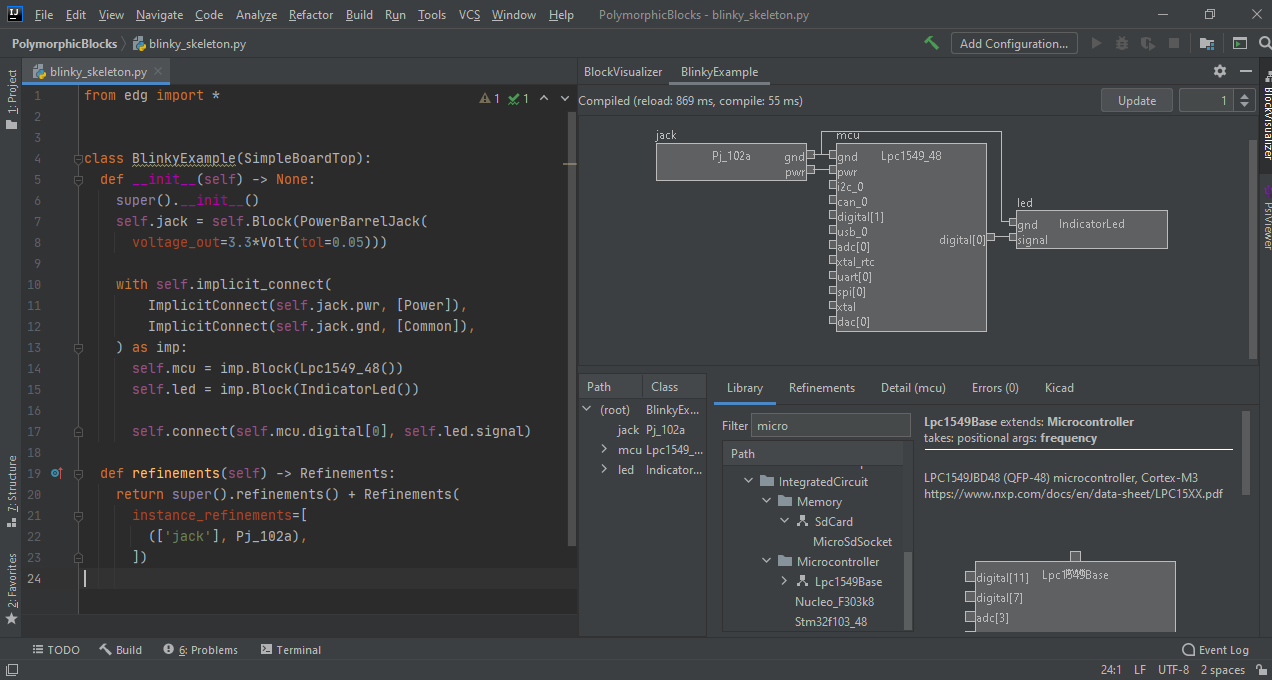 File Edit View Navigate Code Analyze Refactor Build Run Tools VCS Window Help PolymorphicBlocks - blinky_skeleton.py
PolymorphicBlocks blinky_skeleton.py Add Configuration...
1: Project
7: Structure
2: Favorites
blinky_skeleton.py
1 from edg import * 1 1
2
3
4 class BlinkyExample(SimpleBoardTop):
5 def __init__(self) -> None:
6 super().__init__()
7 self.jack = self.Block(PowerBarrelJack(
8 voltage_out=3.3*Volt(tol=0.05)))
9
10 with self.implicit_connect(
11 ImplicitConnect(self.jack.pwr, [Power]),
12 ImplicitConnect(self.jack.gnd, [Common]),
13 ) as imp:
14 self.mcu = imp.Block(Lpc1549_48())
15 self.led = imp.Block(IndicatorLed())
16
17 self.connect(self.mcu.digital[0], self.led.signal)
18
19 def refinements(self) -> Refinements:
20 return super().refinements() + Refinements(
21 instance_refinements=[
22 (['jack'], Pj_102a),
23 ])
24
BlockVisualizer BlinkyExample
Compiled (reload: 869 ms, compile: 55 ms) Update 1
jack
Pj_102a
gnd
pwr
mcu
Lpc1549_48
gnd
pwr
i2c_0
can_0
digital[1]
usb_0
adc[0]
xtal_rtc
uart[0]
spi[0]
xtal
dac[0]
digital[0]
led
IndicatorLed
gnd
signal
Path Class
(root) BlinkyEx...
jack Pj_102a
mcu Lpc1549_...
led Indicator...
Library Refinements Detail (mcu) Errors (0) Kicad
Filter micro
Path
IntegratedCircuit
Memory
SdCard
MicroSdSocket
Microcontroller
Lpc1549Base
Nucleo_F303k8
Stm32f103_48
Lpc1549Base extends: Microcontroller
takes: positional args: frequency
LPC1549JBD48 (QFP-48) microcontroller, Cortex-M3
https://www.nxp.com/docs/en/data-sheet/LPC15XX.pdf
Lpc1549Base
digital[11]
digital[7]
adc[3]
BlockVisualizer
PsiViewer
TODO Build 6: Problems Terminal Event Log
24:1 LF UTF-8 2 spaces